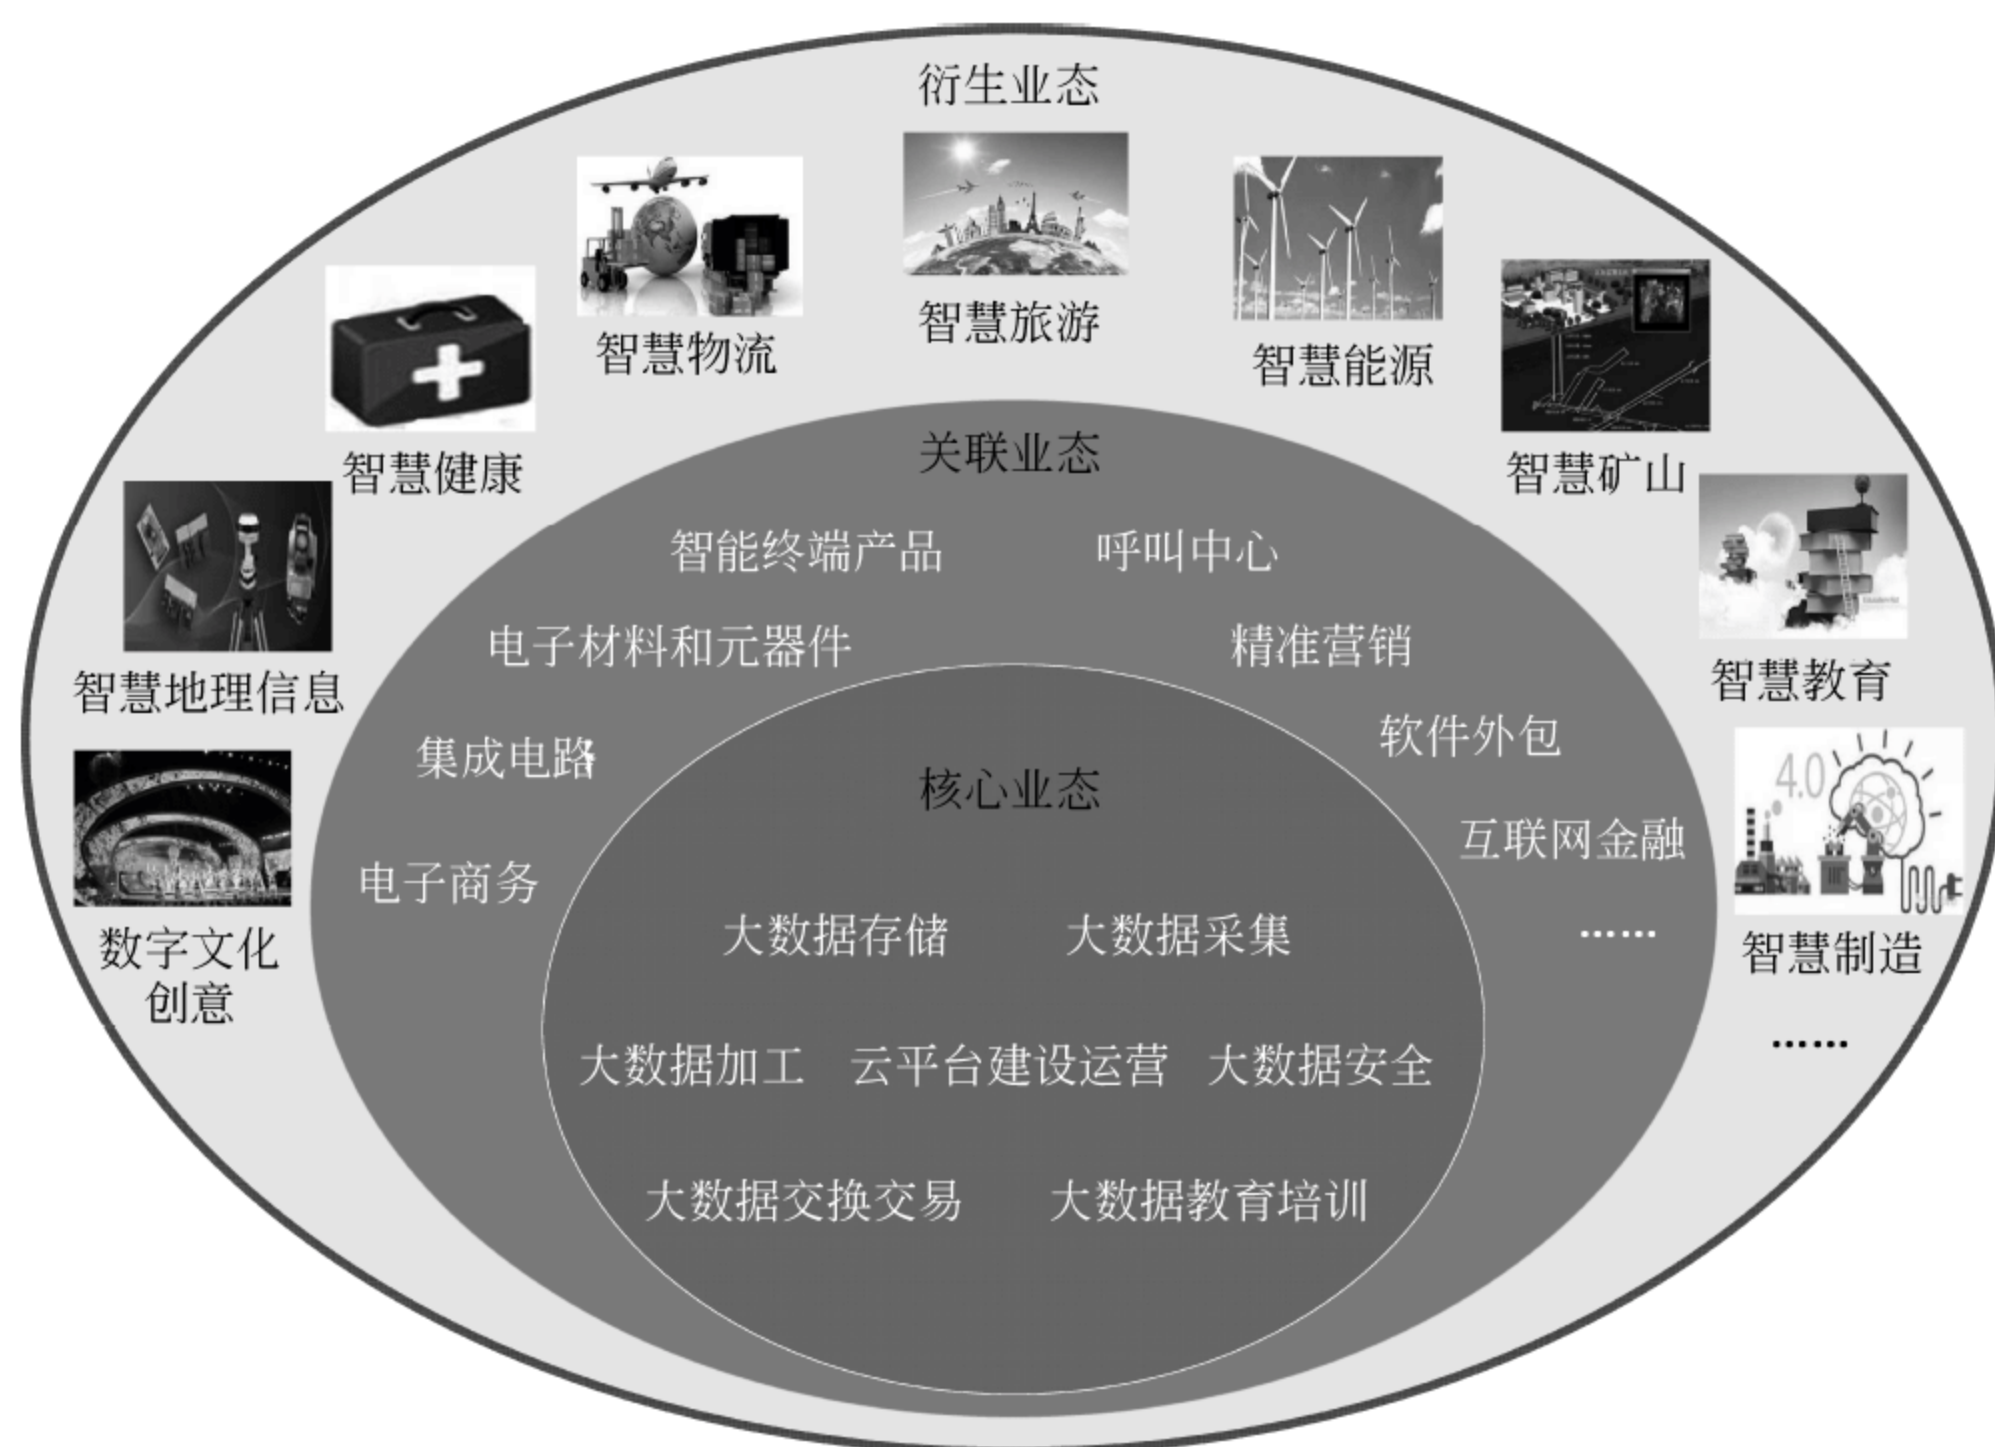 衍生业态
智慧物流
智慧旅游
智慧能源
智慧健康
智慧矿山
智慧地理信息
智慧教育
数字文化
创意
4.0
智慧制造
……
关联业态
智能终端产品
呼叫中心
电子材料和元器件
精准营销
集成电路
软件外包
电子商务
互联网金融
……
核心业态
大数据存储
大数据采集
大数据加工
云平台建设运营
大数据安全
大数据交换交易
大数据教育培训